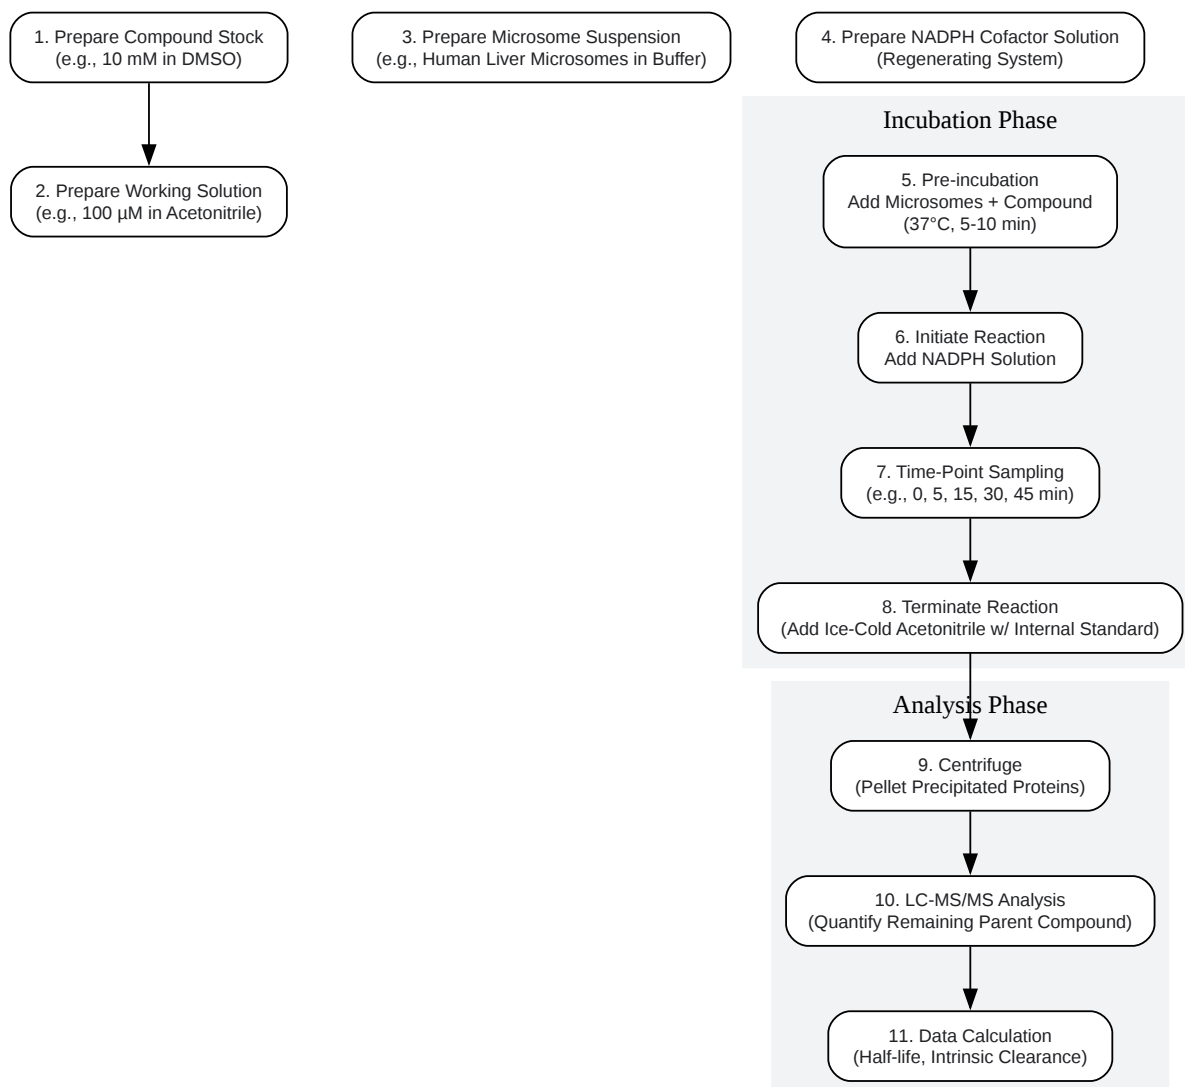 1. Prepare Compound Stock
(e.g., 10 mM in DMSO)
2. Prepare Working Solution
(e.g., 100 µM in Acetonitrile)
3. Prepare Microsome Suspension
(e.g., Human Liver Microsomes in Buffer)
4. Prepare NADPH Cofactor Solution
(Regenerating System)
Incubation Phase
5. Pre-incubation
Add Microsomes + Compound
(37°C, 5-10 min)
6. Initiate Reaction
Add NADPH Solution
7. Time-Point Sampling
(e.g., 0, 5, 15, 30, 45 min)
8. Terminate Reaction
(Add Ice-Cold Acetonitrile w/ Internal Standard)
Analysis Phase
9. Centrifuge
(Pellet Precipitated Proteins)
10. LC-MS/MS Analysis
(Quantify Remaining Parent Compound)
11. Data Calculation
(Half-life, Intrinsic Clearance)